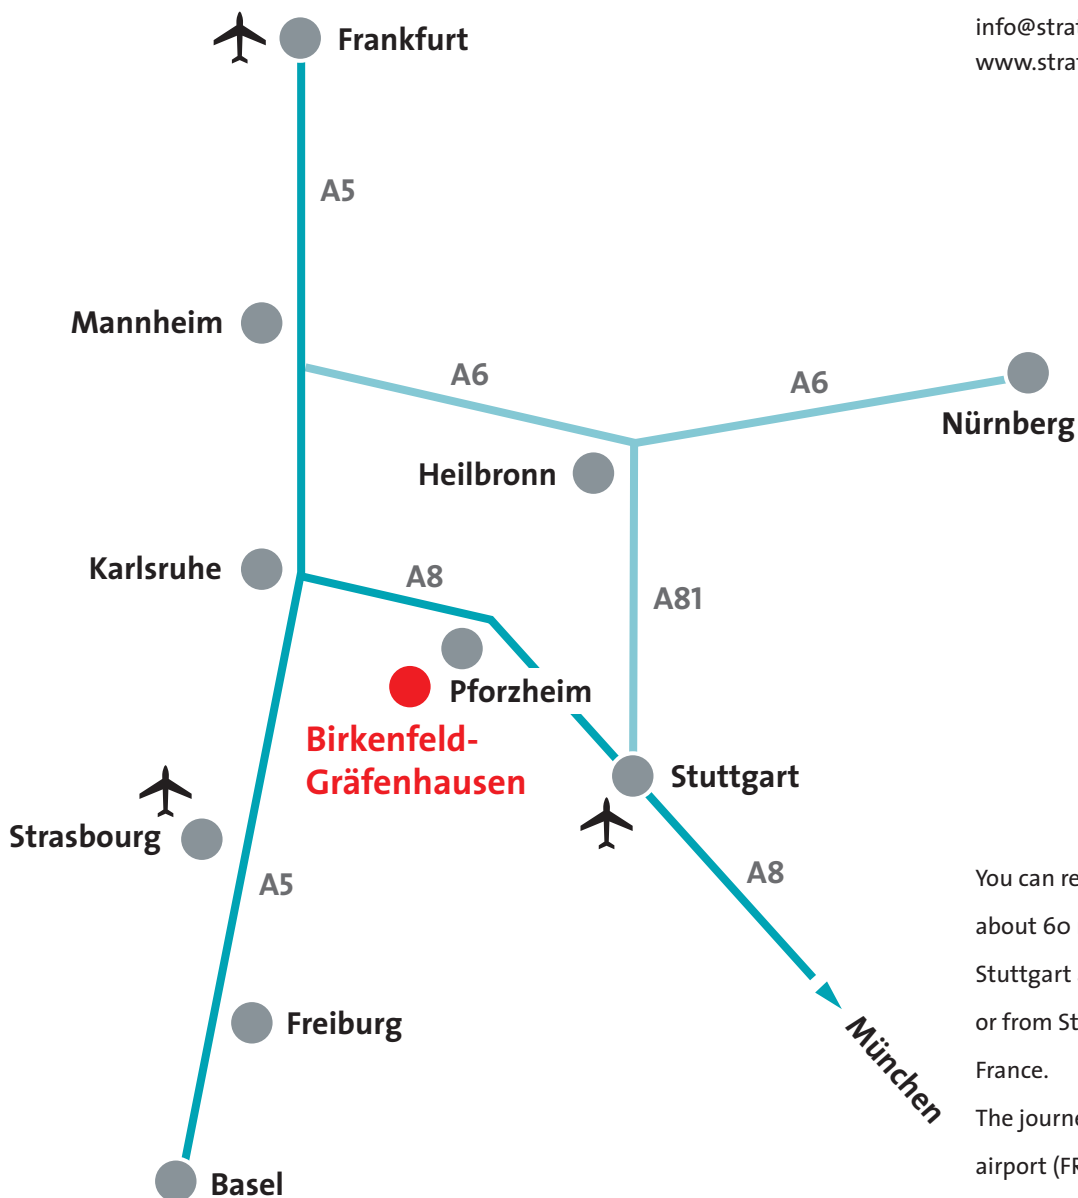 Frankfurt
info@stra
www.stra
A5
Mannheim
A6
A6
Nürnberg
Heilbronn
Karlsruhe
A8
A81
Pforzheim
Birkenfeld-
Gräfenhausen
Stuttgart
Strasbourg
A5
A8
You can re
about 60
Stuttgart
or from St
France.
The journe
airport (FR
Freiburg
München
Basel